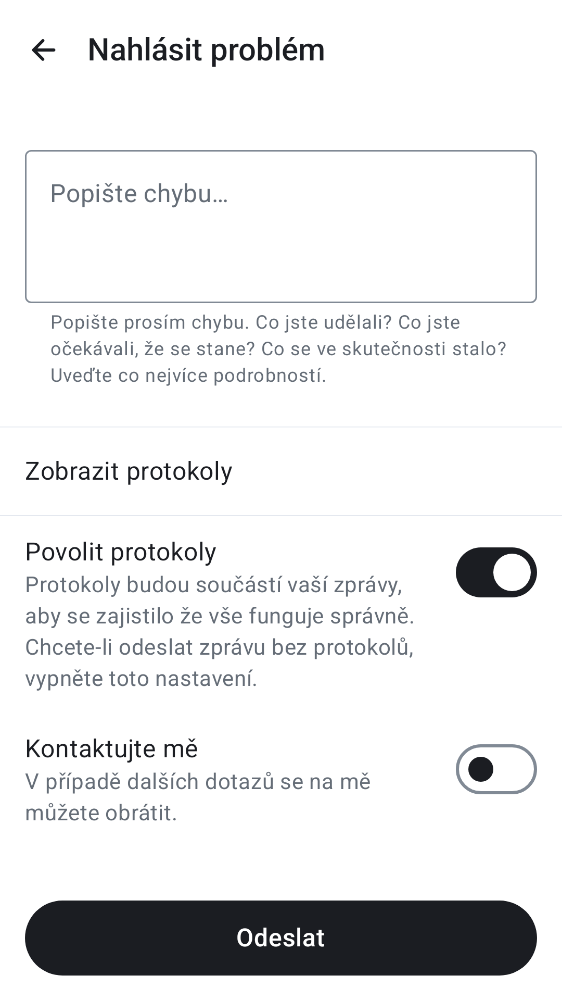 Nahlásit problém
Popište chybu…
Popište prosím chybu. Co jste udělali? Co jste
očekávali, že se stane? Co se ve skutečnosti stalo?
Uveďte co nejvíce podrobností.
Zobrazit protokoly
Povolit protokoly
Protokoly budou součástí vaší zprávy,
aby se zajistilo že vše funguje správně.
Chcete-li odeslat zprávu bez protokolů,
vypněte toto nastavení.
Kontaktujte mě
V případě dalších dotazů se na mě
můžete obrátit.
Odeslat